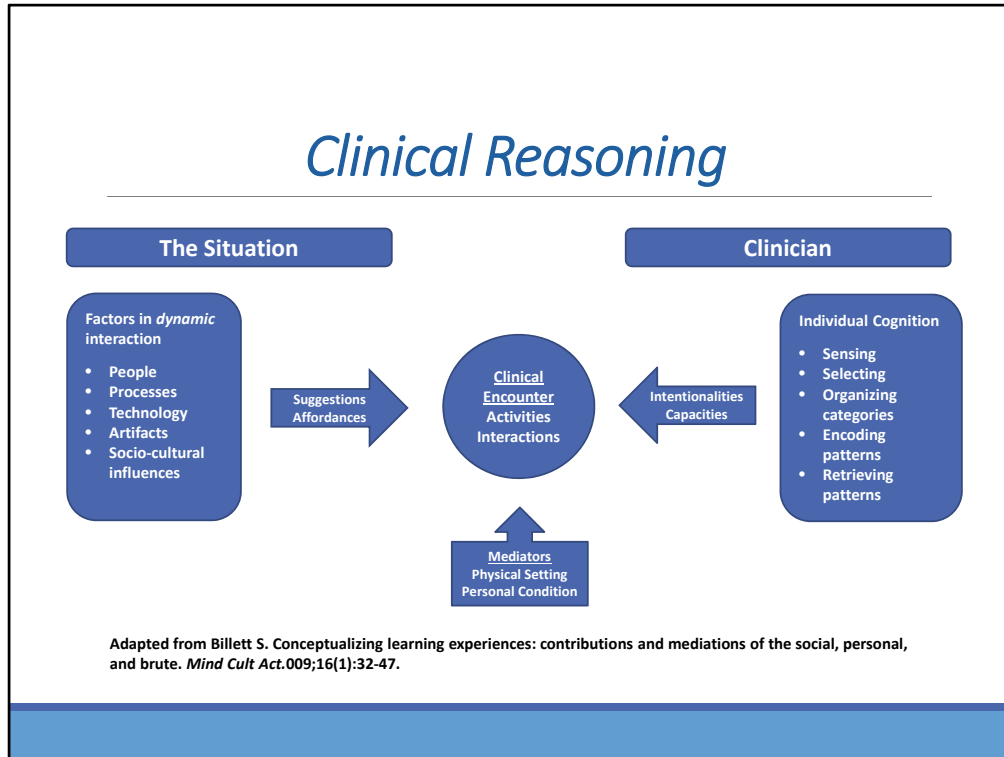 Clinical Reasoning
The Situation
Clinician
Factors in dynamic
interaction
• People
• Processes
• Technology
• Artifacts
• Socio-cultural
influences
Suggestions
Affordances
Clinical
Encounter
Activities
Interactions
Intentionalities
Capacities
Individual Cognition
• Sensing
• Selecting
• Organizing
categories
• Encoding
patterns
• Retrieving
patterns
Mediators
Physical Setting
Personal Condition
Adapted from Billett S. Conceptualizing learning experiences: contributions and mediations of the social, personal,
and brute. Mind Cult Act.009;16(1):32-47.